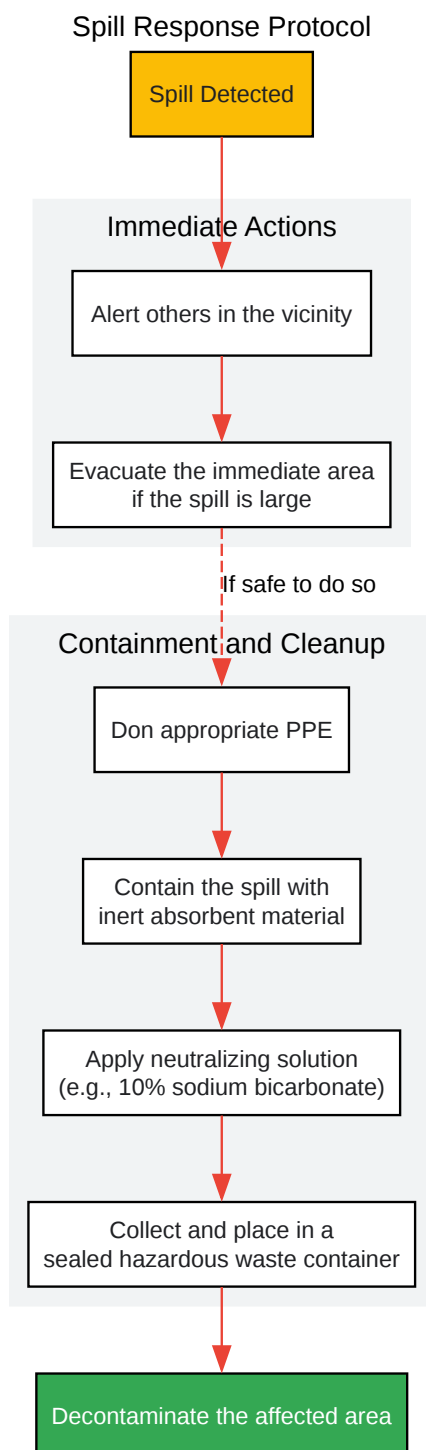 Spill Response Protocol
Spill Detected
Immediate Actions
Alert others in the vicinity
Evacuate the immediate area
if the spill is large
If safe to do so
Containment and Cleanup
Don appropriate PPE
Contain the spill with
inert absorbent material
Apply neutralizing solution
(e.g., 10% sodium bicarbonate)
Collect and place in a
sealed hazardous waste container
Decontaminate the affected area